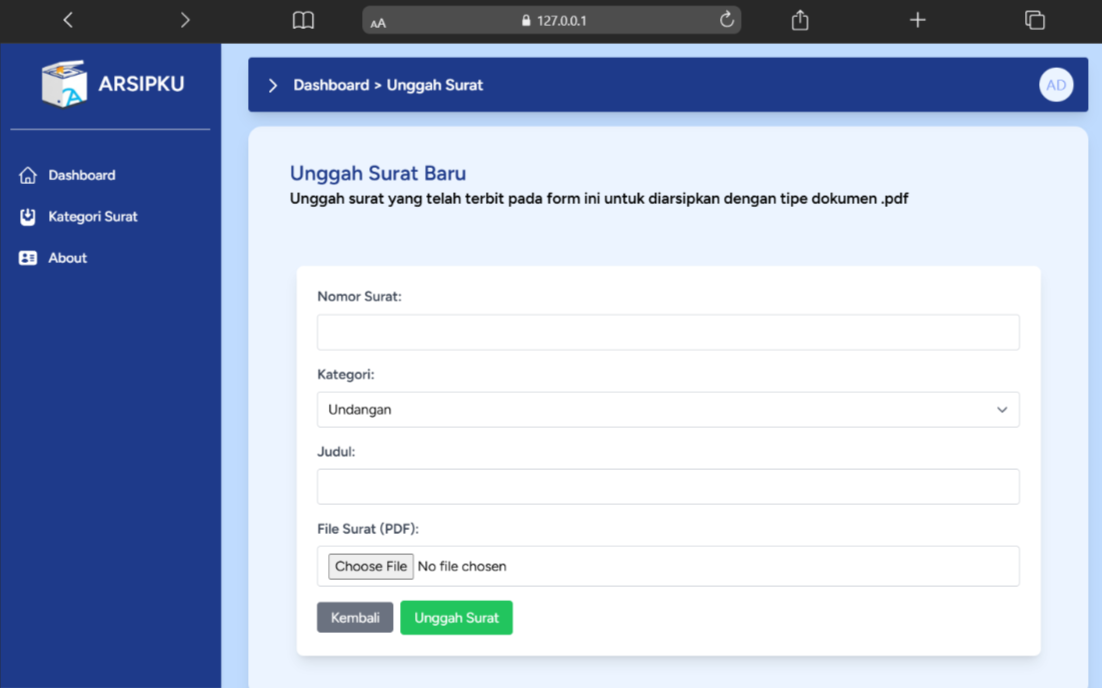 AA
127.0.0.1
ARSIPKU
Dashboard > Unggah Surat
AD
Dashboard
Kategori Surat
About
Unggah Surat Baru
Unggah surat yang telah terbit pada form ini untuk diarsipkan dengan tipe dokumen .pdf
Nomor Surat:
Kategori:
Undangan
Judul:
File Surat (PDF):
Choose File No file chosen
Kembali Unggah Surat